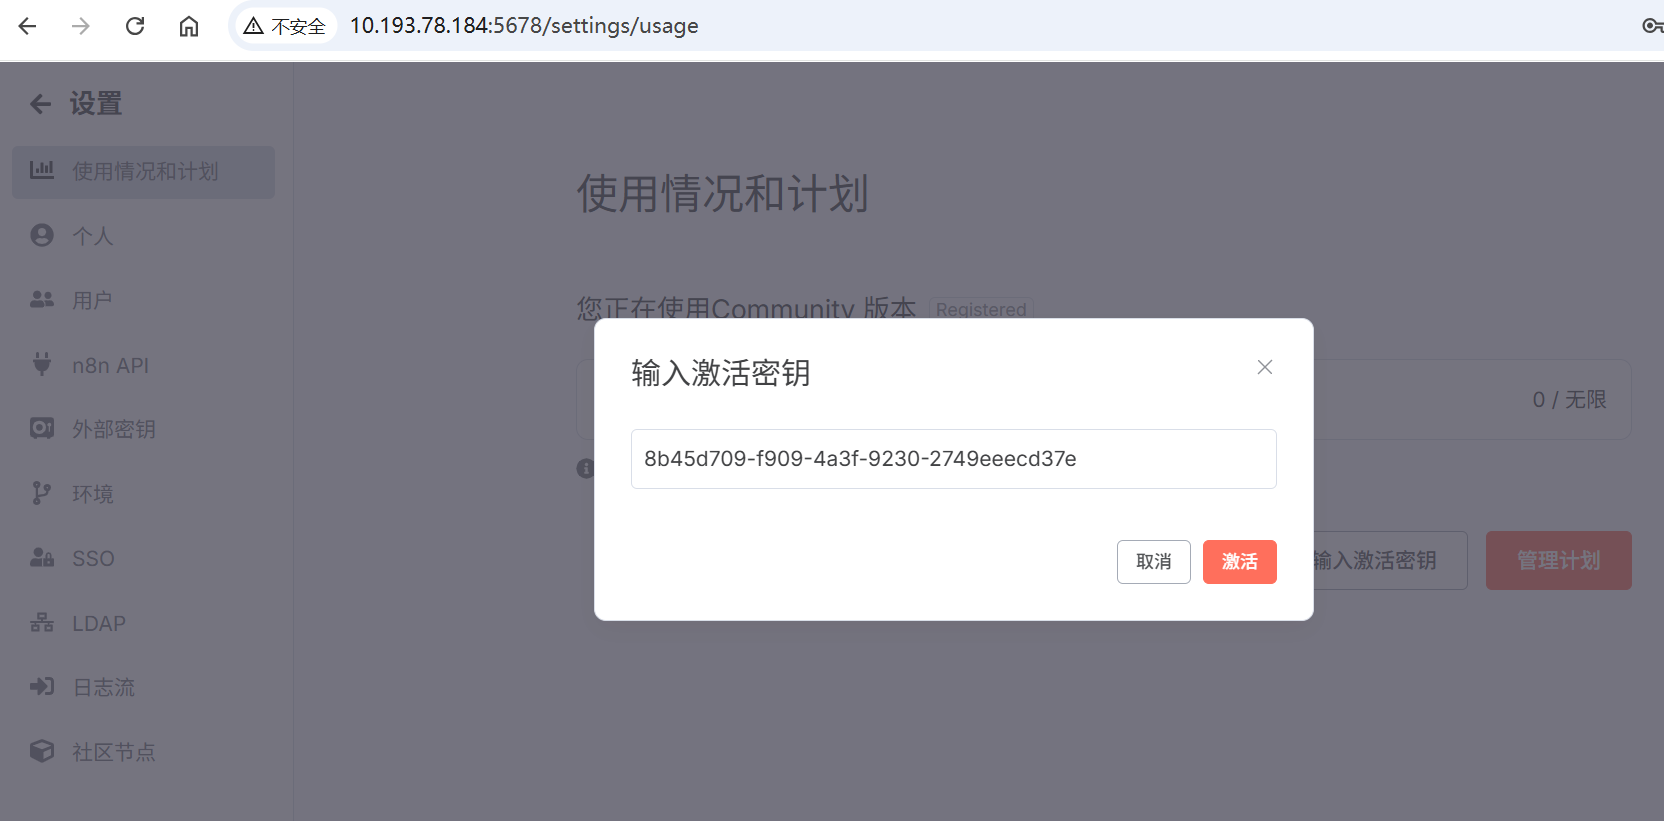 不安全 10.193.78.184:5678/settings/usage
设置
使用情况和计划
个人
用户
n8n API
外部密钥
环境
SSO
LDAP
日志流
社区节点
使用情况和计划
您正在使用Community 版本 Registered
0 / 无限
输入激活密钥
管理计划
输入激活密钥
8b45d709-f909-4a3f-9230-2749eeecd37e
取消
激活